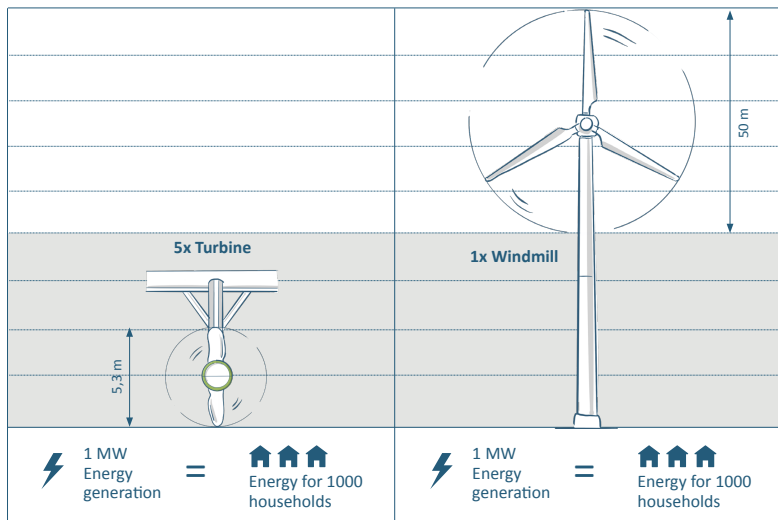 5x Turbine
5,3 m
1x Windmill
50 m
1 MW
Energy
generation
=
Energy for 1000
households
1 MW
Energy
generation
=
Energy for 1000
households